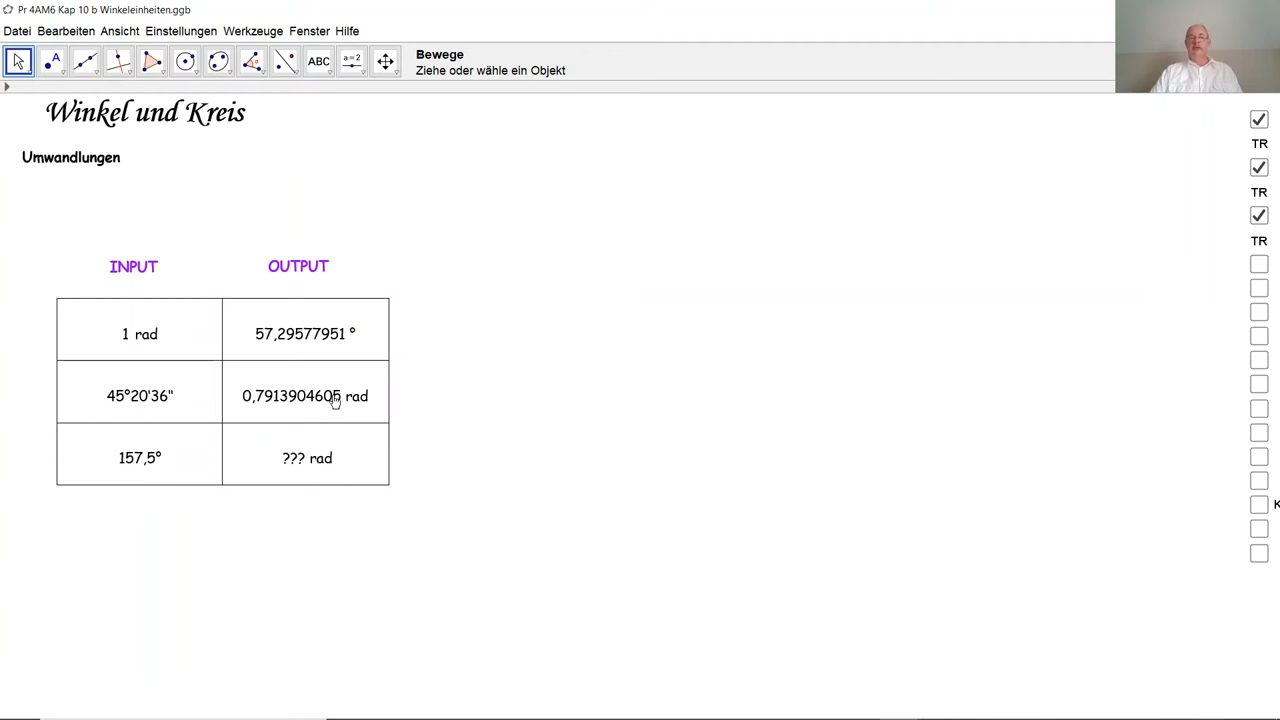 Pr 4AM6 Kap 10 b Winkeleinheiten.ggb
Datei Bearbeiten Ansicht Einstellungen Werkzeuge Fenster Hilfe
A ABC a=2 Bewege
Ziehe oder wähle ein Objekt
Winkel und Kreis
Umwandlungen
TR
TR
TR
INPUT OUTPUT
1 rad 57,29577951 °
45°20'36" 0,7913904605 rad
157,5° ??? rad
K